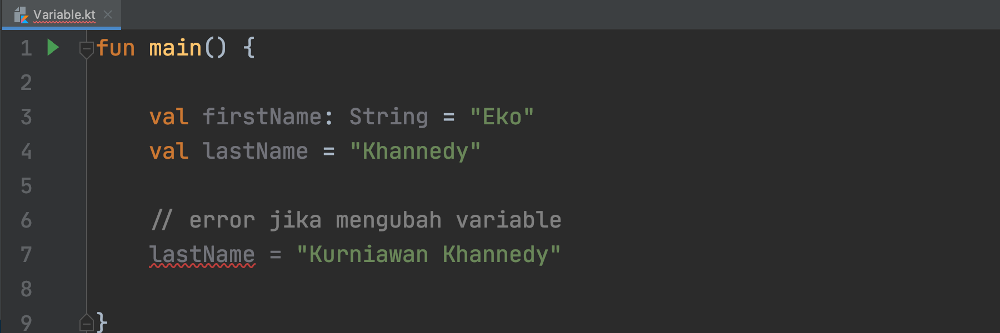 Variable.kt
1 fun main() {
2
3 val firstName: String = "Eko"
4 val lastName = "Khannedy"
5
6 // error jika mengubah variable
7 lastName = "Kurniawan Khannedy"
8
9 }